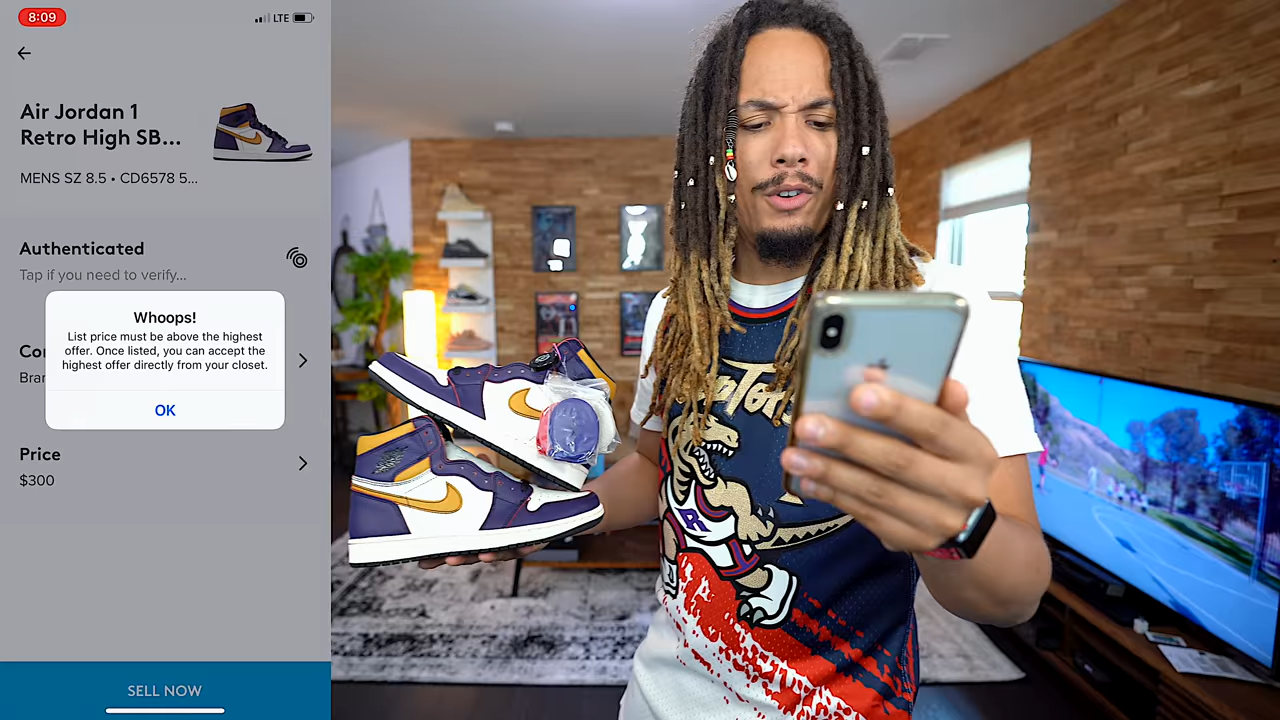 8:09
LTE
Air Jordan 1
Retro High SB...
MENS SZ 8.5 • CD6578 5...
Authenticated
Tap if you need to verify...
Whoops!
List price must be above the highest
offer. Once listed, you can accept the
highest offer directly from your closet.
OK
Co
Bran
Price
$300
SELL NOW
R